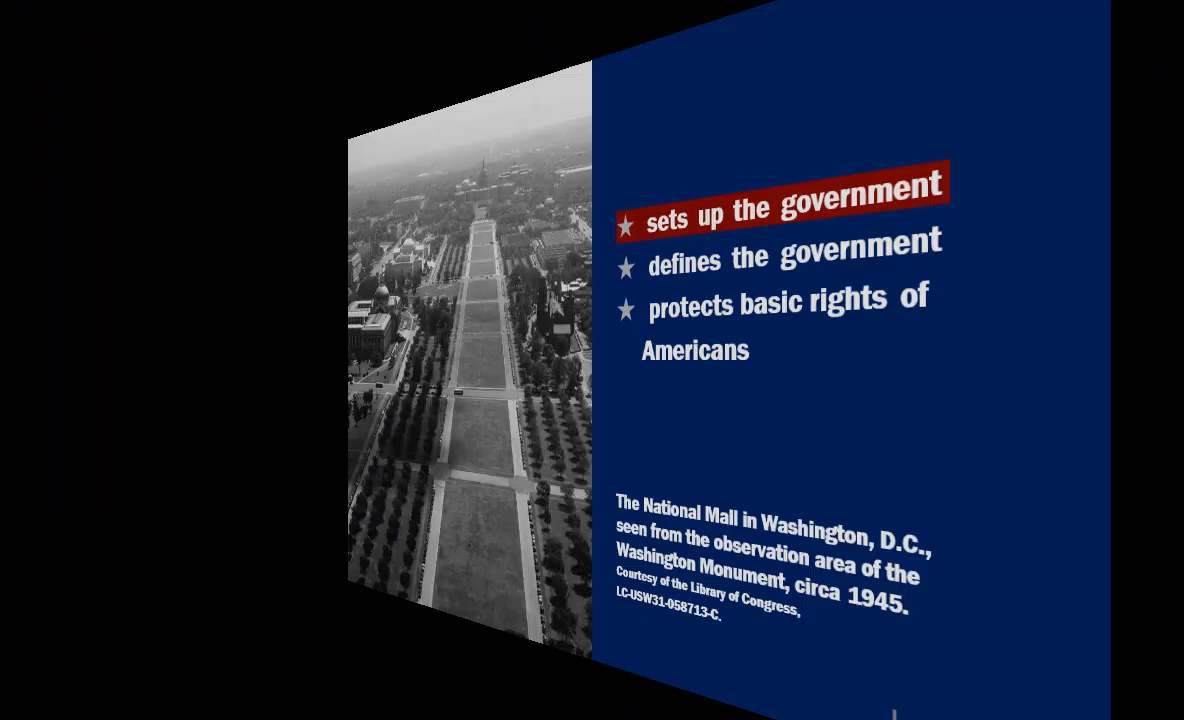 ★ sets up the government
★ defines the government
★ protects basic rights of
Americans
The National Mall in Washington, D.C.,
seen from the observation area of the
Washington Monument, circa 1945.
Courtesy of the Library of Congress,
LC-USW31-058713-C.